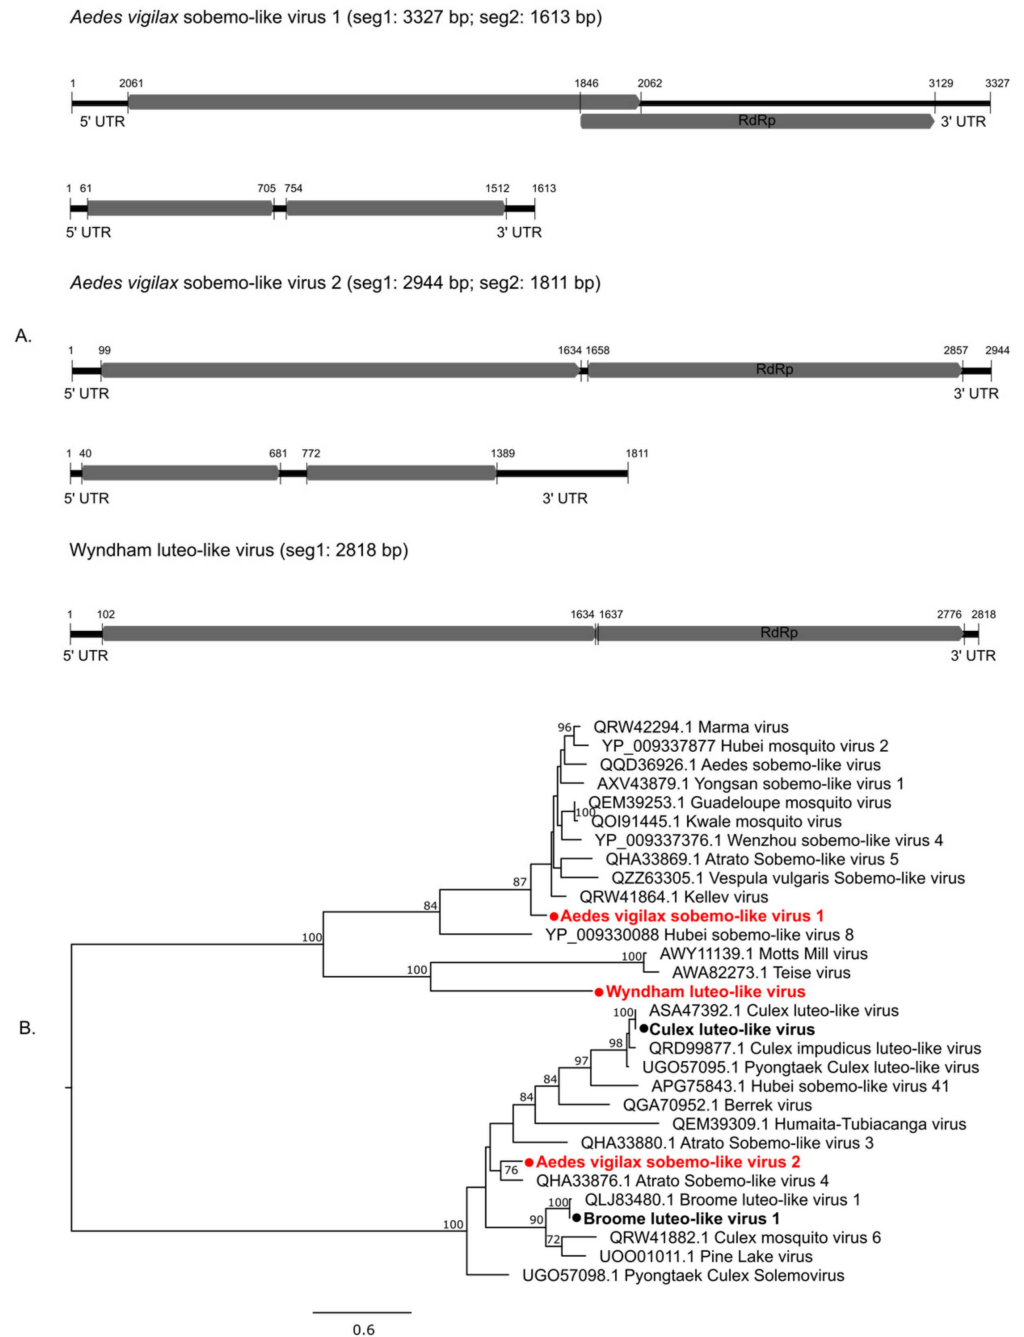 Aedes vigilax sobemo-like virus 1 (seg1: 3327 bp; seg2: 1613 bp)
1 2061 1846 2062 3129 3327
5' UTR RdRp 3' UTR
1 61 705 754 1512 1613
5' UTR 3' UTR
Aedes vigilax sobemo-like virus 2 (seg1: 2944 bp; seg2: 1811 bp)
A.
1 99 1634 1658 2857 2944
RdRp
5' UTR 3' UTR
1 40 681 772 1389 1811
5' UTR 3' UTR
Wyndham luteo-like virus (seg1: 2818 bp)
1 102 1634 1637 2776 2818
RdRp
5' UTR 3' UTR
96 QRW42294.1 Marma virus
YP_009337877 Hubei mosquito virus 2
QQD36926.1 Aedes sobemo-like virus
AXV43879.1 Yongsan sobemo-like virus 1
QEM39253.1 Guadeloupe mosquito virus
100
QOI91445.1 Kwale mosquito virus
YP_009337376.1 Wenzhou sobemo-like virus 4
QHA33869.1 Atrato Sobemo-like virus 5
QZZ63305.1 Vespula vulgaris Sobemo-like virus
87
QRW41864.1 Kellev virus
84
Aedes vigilax sobemo-like virus 1
YP_009330088 Hubei sobemo-like virus 8
100
100 AWY11139.1 Motts Mill virus
100 AWA82273.1 Teise virus
Wyndham luteo-like virus
100 ASA47392.1 Culex luteo-like virus
B.
Culex luteo-like virus
98 QRD99877.1 Culex impudicus luteo-like virus
97 UGO57095.1 Pyongtaek Culex luteo-like virus
84 APG75843.1 Hubei sobemo-like virus 41
84 QGA70952.1 Berrek virus
QEM39309.1 Humaita-Tubiacanga virus
QHA33880.1 Atrato Sobemo-like virus 3
Aedes vigilax sobemo-like virus 2
76
QHA33876.1 Atrato Sobemo-like virus 4
100 QLJ83480.1 Broome luteo-like virus 1
90 Broome luteo-like virus 1
100
72 QRW41882.1 Culex mosquito virus 6
UOO01011.1 Pine Lake virus
UGO57098.1 Pyongtaek Culex Solemovirus
0.6